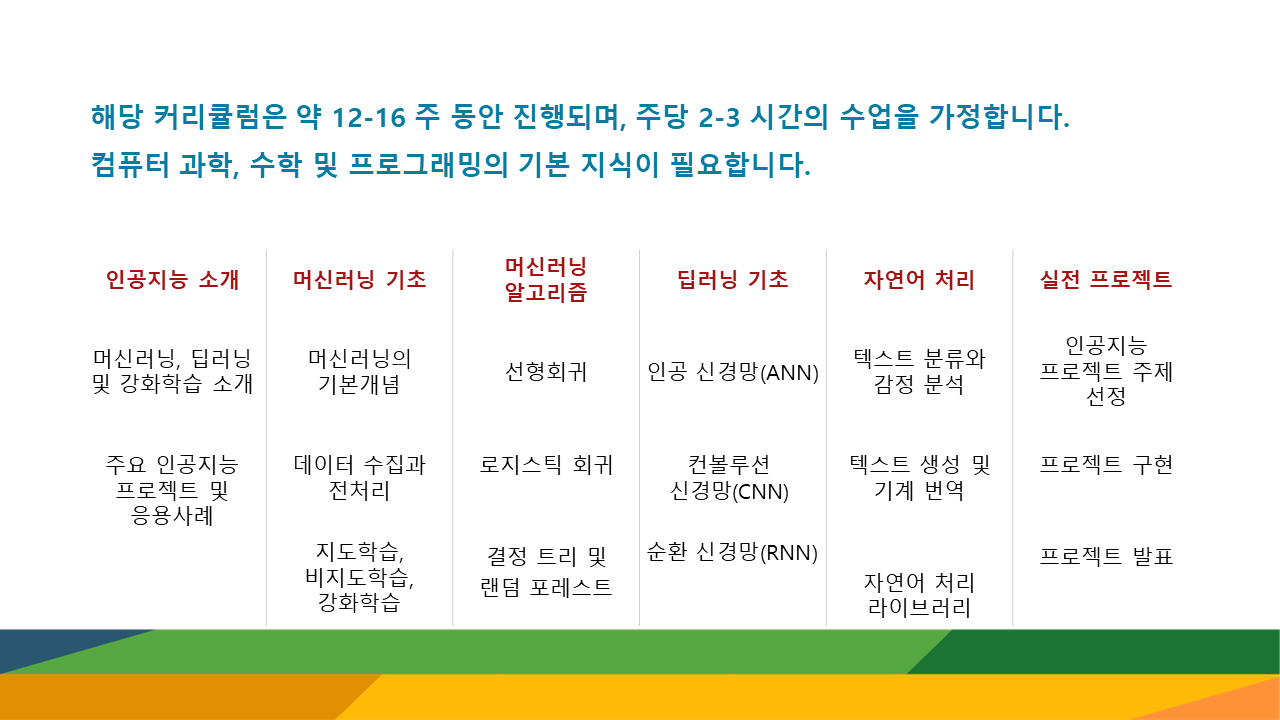 해당 커리큘럼은 약 12-16 주 동안 진행되며, 주당 2-3 시간의 수업을 가정합니다.
컴퓨터 과학, 수학 및 프로그래밍의 기본 지식이 필요합니다.
인공지능 소개
머신러닝, 딥러닝
및 강화학습 소개
주요 인공지능
프로젝트 및
응용사례
머신러닝 기초
머신러닝의
기본개념
데이터 수집과
전처리
지도학습,
비지도학습,
강화학습
머신러닝
알고리즘
선형회귀
로지스틱 회귀
결정 트리 및
랜덤 포레스트
딥러닝 기초
인공 신경망(ANN)
컨볼루션
신경망(CNN)
순환 신경망(RNN)
자연어 처리
텍스트 분류와
감정 분석
텍스트 생성 및
기계 번역
자연어 처리
라이브러리
실전 프로젝트
인공지능
프로젝트 주제
선정
프로젝트 구현
프로젝트 발표